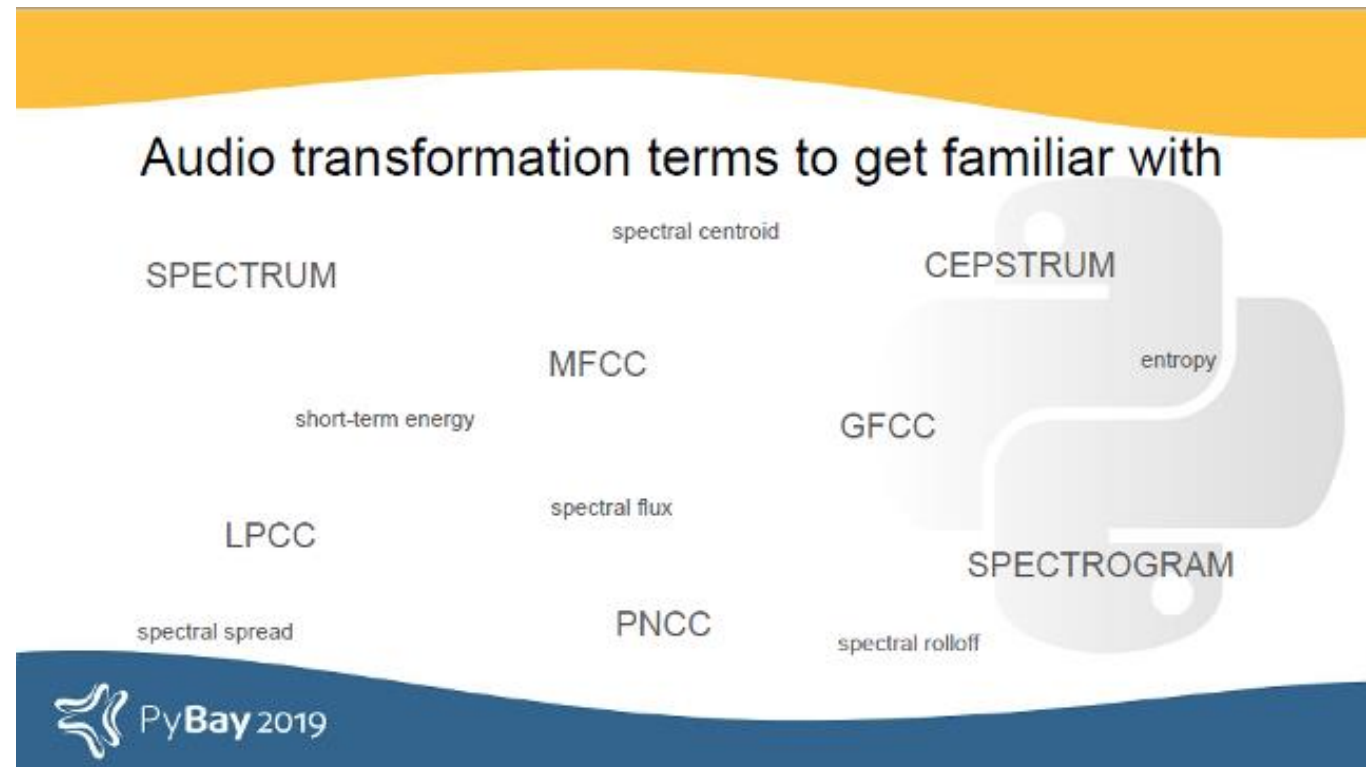 Audio transformation terms to get familiar with
spectral centroid
SPECTRUM
CEPSTRUM
MFCC
entropy
short-term energy
GFCC
spectral flux
LPCC
SPECTROGRAM
spectral spread
PNCC
spectral rolloff
PyBay 2019